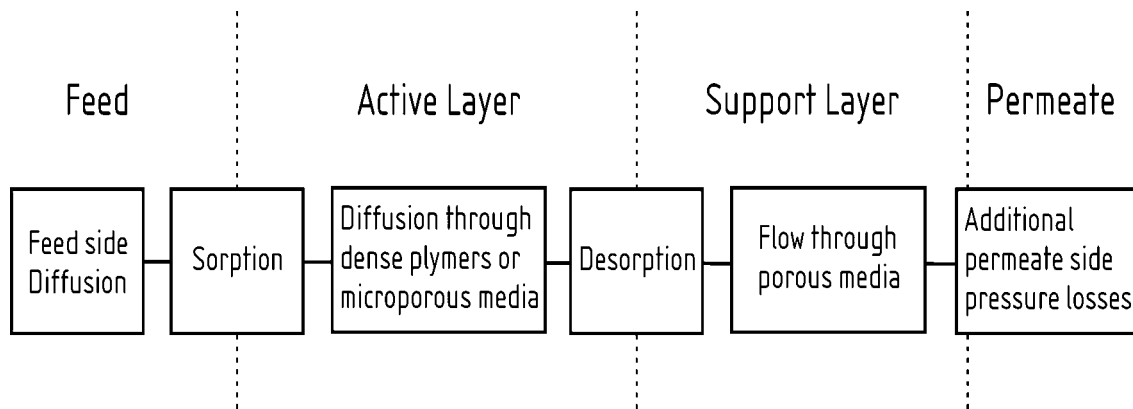 Feed
Active Layer
Support Layer
Permeate
Feed side
Diffusion
Sorption
Diffusion through
dense plymers or
microporous media
Desorption
Flow through
porous media
Additional
permeate side
pressure losses